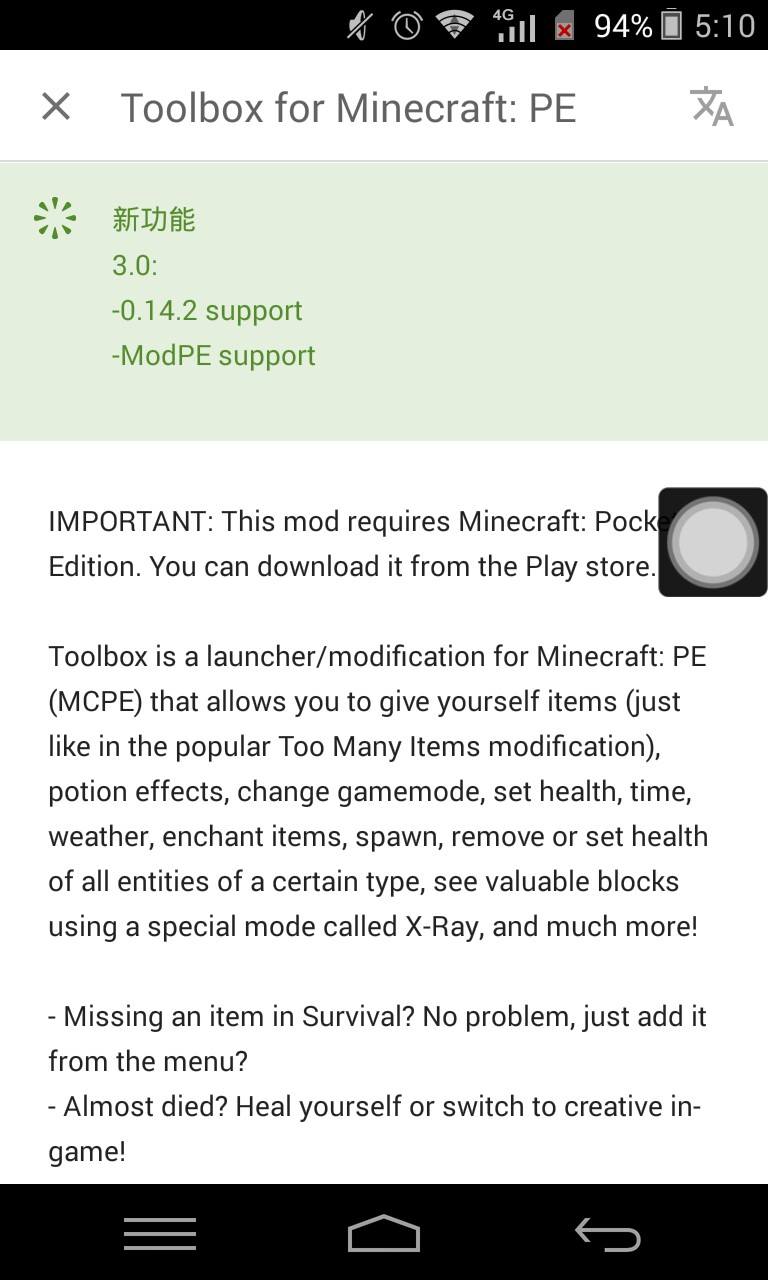 4G 94% 5:10
Toolbox for Minecraft: PE
新功能
3.0:
-0.14.2 support
-ModPE support
IMPORTANT: This mod requires Minecraft: Pocke
Edition. You can download it from the Play store.
Toolbox is a launcher/modification for Minecraft: PE
(MCPE) that allows you to give yourself items (just
like in the popular Too Many Items modification),
potion effects, change gamemode, set health, time,
weather, enchant items, spawn, remove or set health
of all entities of a certain type, see valuable blocks
using a special mode called X-Ray, and much more!
- Missing an item in Survival? No problem, just add it
from the menu?
- Almost died? Heal yourself or switch to creative in-
game!